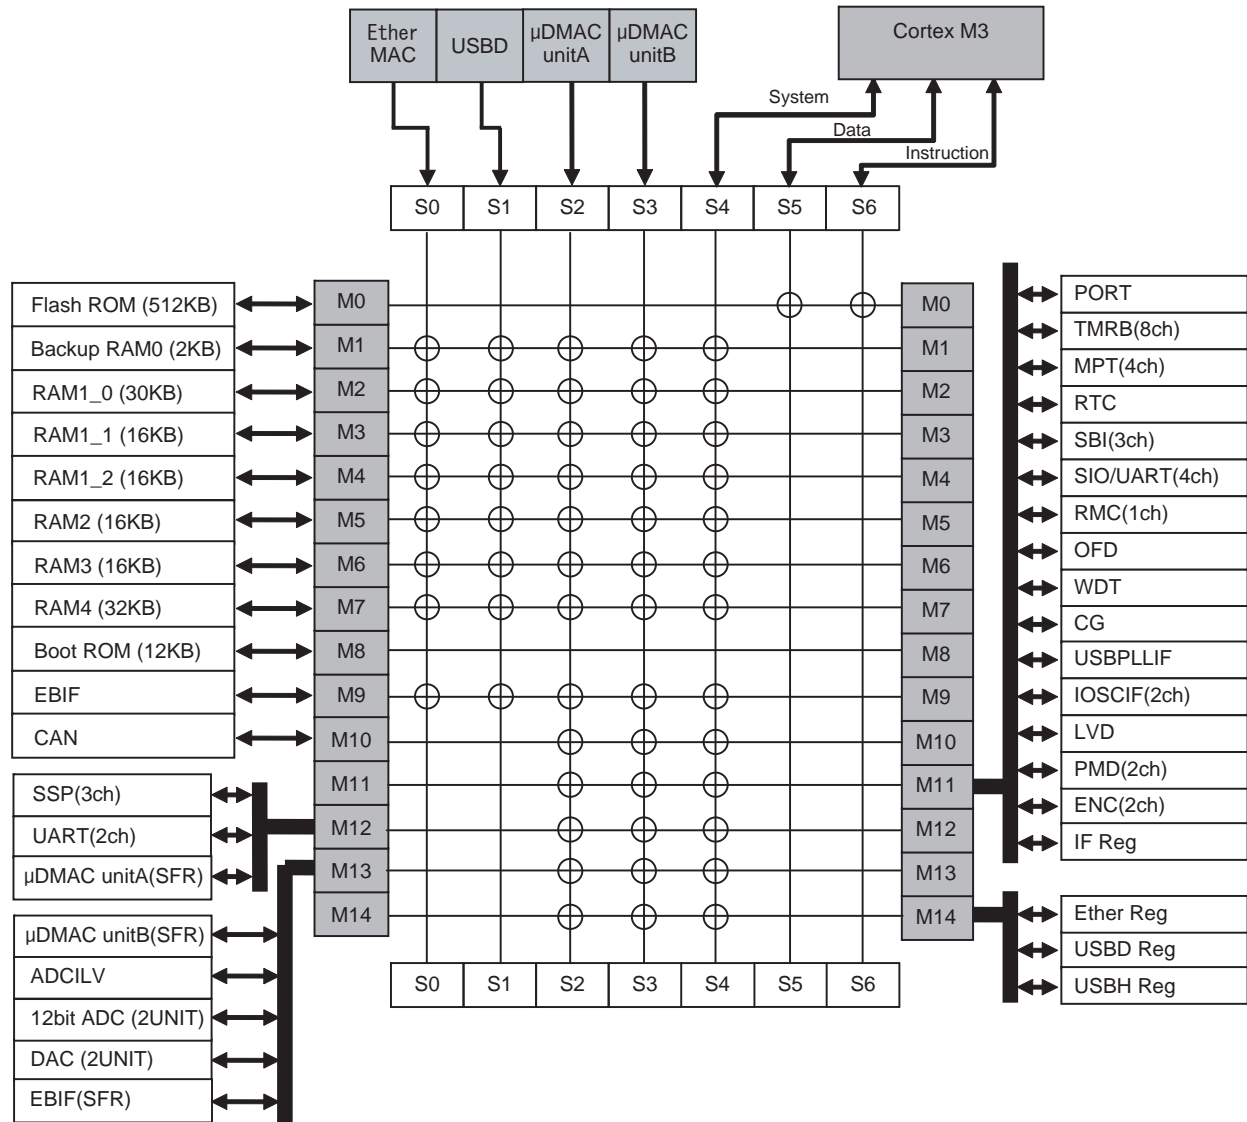 Ether
MAC
USBD
µDMAC
unitA
µDMAC
unitB
Cortex M3
System
Data
Instruction
S0
S1
S2
S3
S4
S5
S6
Flash ROM (512KB)
Backup RAM0 (2KB)
RAM1_0 (30KB)
RAM1_1 (16KB)
RAM1_2 (16KB)
RAM2 (16KB)
RAM3 (16KB)
RAM4 (32KB)
Boot ROM (12KB)
EBIF
CAN
SSP(3ch)
UART(2ch)
µDMAC unitA(SFR)
µDMAC unitB(SFR)
ADCILV
12bit ADC (2UNIT)
DAC (2UNIT)
EBIF(SFR)
M0
M1
M2
M3
M4
M5
M6
M7
M8
M9
M10
M11
M12
M13
M14
M0
M1
M2
M3
M4
M5
M6
M7
M8
M9
M10
M11
M12
M13
M14
PORT
TMRB(8ch)
MPT(4ch)
RTC
SBI(3ch)
SIO/UART(4ch)
RMC(1ch)
OFD
WDT
CG
USBPLLIF
IOSCIF(2ch)
LVD
PMD(2ch)
ENC(2ch)
IF Reg
Ether Reg
USBD Reg
USBH Reg
S0
S1
S2
S3
S4
S5
S6